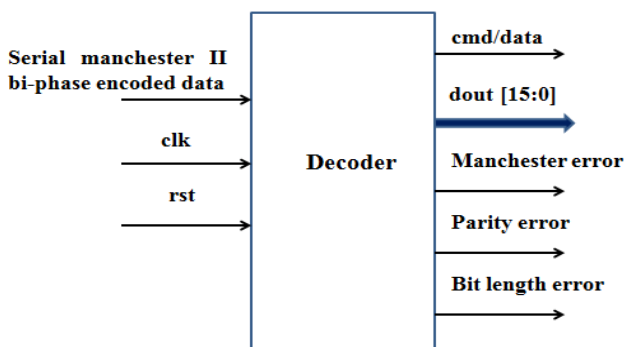 Serial manchester II
bi-phase encoded data
clk
rst
Decoder
cmd/data
dout [15:0]
Manchester error
Parity error
Bit length error